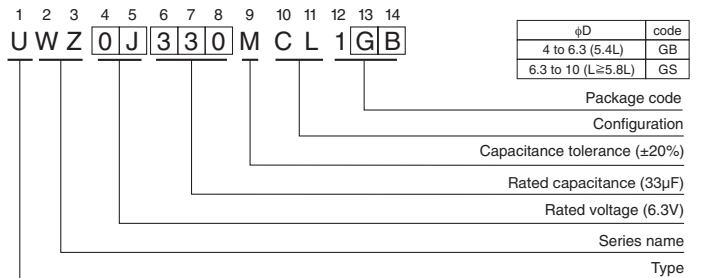 1 2 3 4 5 6 7 8 9 10 11 12 13 14
U W Z 0 J 3 3 0 M C L 1 G B
φD code
4 to 6.3 (5.4L) GB
6.3 to 10 (L≧5.8L) GS
Package code
Configuration
Capacitance tolerance (±20%)
Rated capacitance (33µF)
Rated voltage (6.3V)
Series name
Type